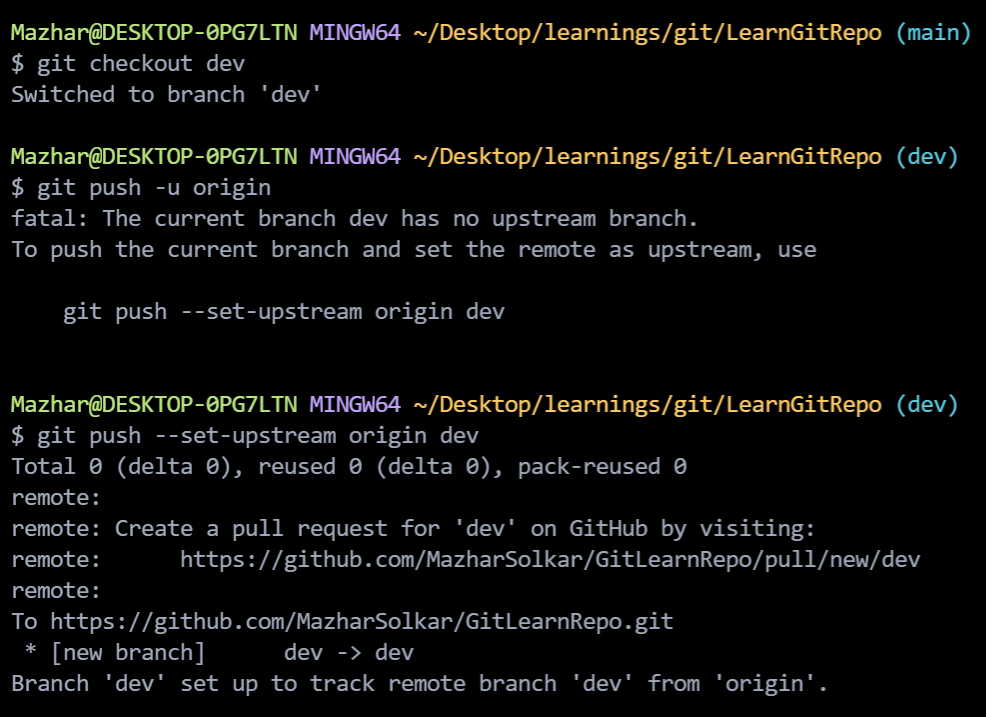 Mazhar@DESKTOP-0PG7LTN MINGW64 ~/Desktop/learnings/git/LearnGitRepo (main)
$ git checkout dev
Switched to branch 'dev'
Mazhar@DESKTOP-0PG7LTN MINGW64 ~/Desktop/learnings/git/LearnGitRepo (dev)
$ git push -u origin
fatal: The current branch dev has no upstream branch.
To push the current branch and set the remote as upstream, use
    git push --set-upstream origin dev
Mazhar@DESKTOP-0PG7LTN MINGW64 ~/Desktop/learnings/git/LearnGitRepo (dev)
$ git push --set-upstream origin dev
Total 0 (delta 0), reused 0 (delta 0), pack-reused 0
remote:
remote: Create a pull request for 'dev' on GitHub by visiting:
remote:      https://github.com/MazharSolkar/GitLearnRepo/pull/new/dev
remote:
To https://github.com/MazharSolkar/GitLearnRepo.git
 * [new branch]      dev -> dev
Branch 'dev' set up to track remote branch 'dev' from 'origin'.